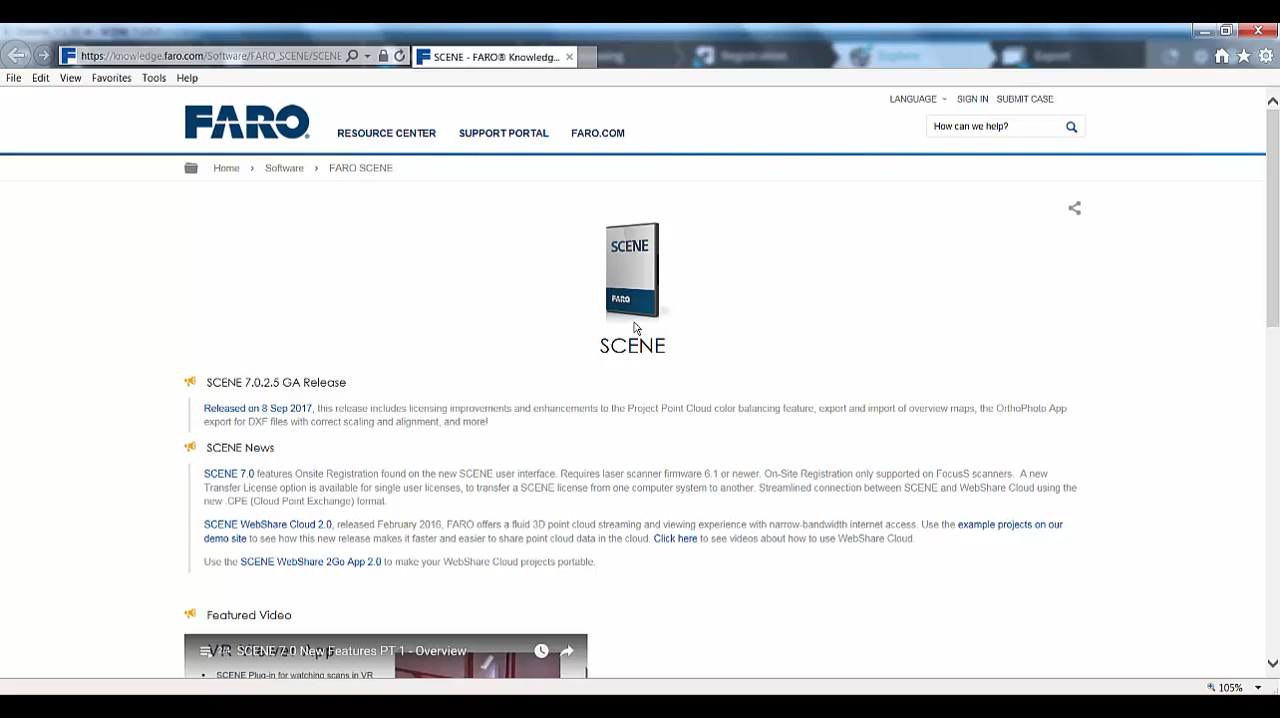 https://knowledge.faro.com/Software/FARO_SCENE/SCENE
SCENE - FARO® Knowledg...
Registration
Explore
Export
File Edit View Favorites Tools Help
LANGUAGE SIGN IN SUBMIT CASE
FARO
RESOURCE CENTER SUPPORT PORTAL FARO.COM
How can we help?
Home › Software › FARO SCENE
SCENE
FARO
SCENE
SCENE 7.0.2.5 GA Release
Released on 8 Sep 2017, this release includes licensing improvements and enhancements to the Project Point Cloud color balancing feature, export and import of overview maps, the OrthoPhoto App
export for DXF files with correct scaling and alignment, and more!
SCENE News
SCENE 7.0 features Onsite Registration found on the new SCENE user interface. Requires laser scanner firmware 6.1 or newer. On-Site Registration only supported on FocusS scanners. A new
Transfer License option is available for single user licenses, to transfer a SCENE license from one computer system to another. Streamlined connection between SCENE and WebShare Cloud using the
new .CPE (Cloud Point Exchange) format.
SCENE WebShare Cloud 2.0, released February 2016, FARO offers a fluid 3D point cloud streaming and viewing experience with narrow-bandwidth internet access. Use the example projects on our
demo site to see how this new release makes it faster and easier to share point cloud data in the cloud. Click here to see videos about how to use WebShare Cloud.
Use the SCENE WebShare 2Go App 2.0 to make your WebShare Cloud projects portable.
Featured Video
SCENE 7.0 New Features PT 1 - Overview
SCENE Plug-in for watching scans in VR
105%